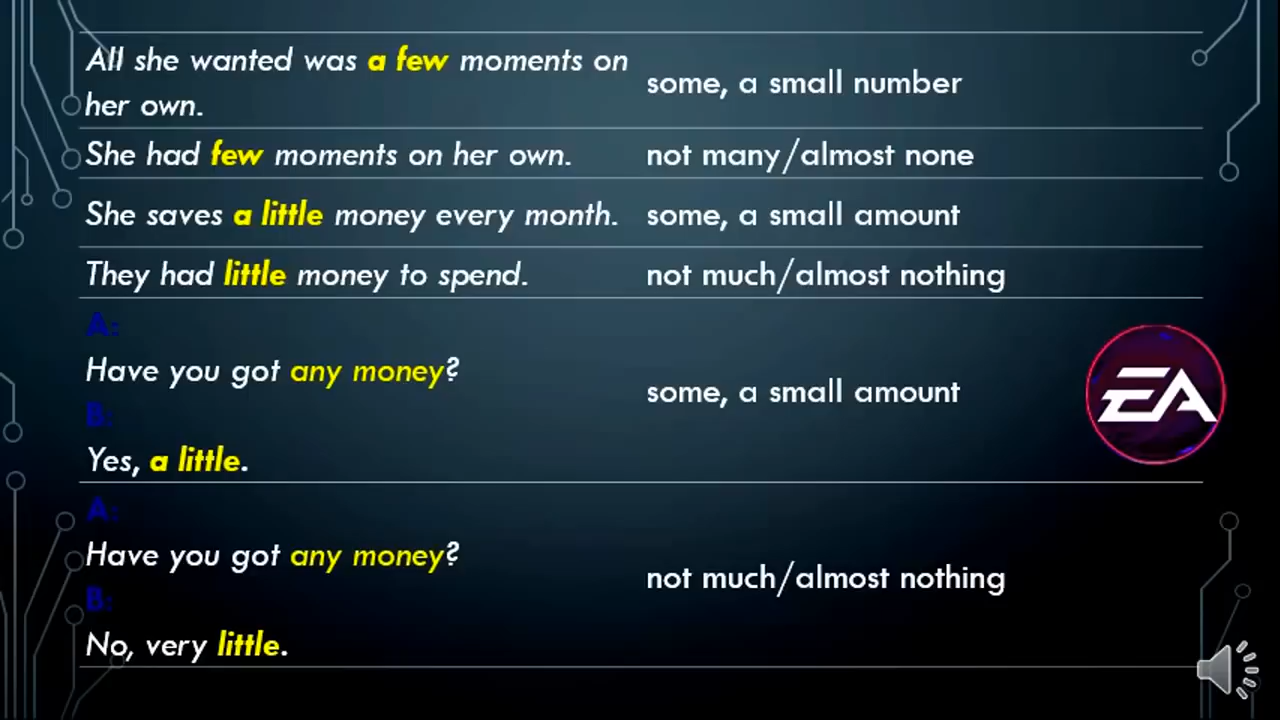 All she wanted was a few moments on
her own.
some, a small number
She had few moments on her own.
not many/almost none
She saves a little money every month.
some, a small amount
They had little money to spend.
not much/almost nothing
A:
Have you got any money?
B:
Yes, a little.
some, a small amount
EA
A:
Have you got any money?
B:
No, very little.
not much/almost nothing